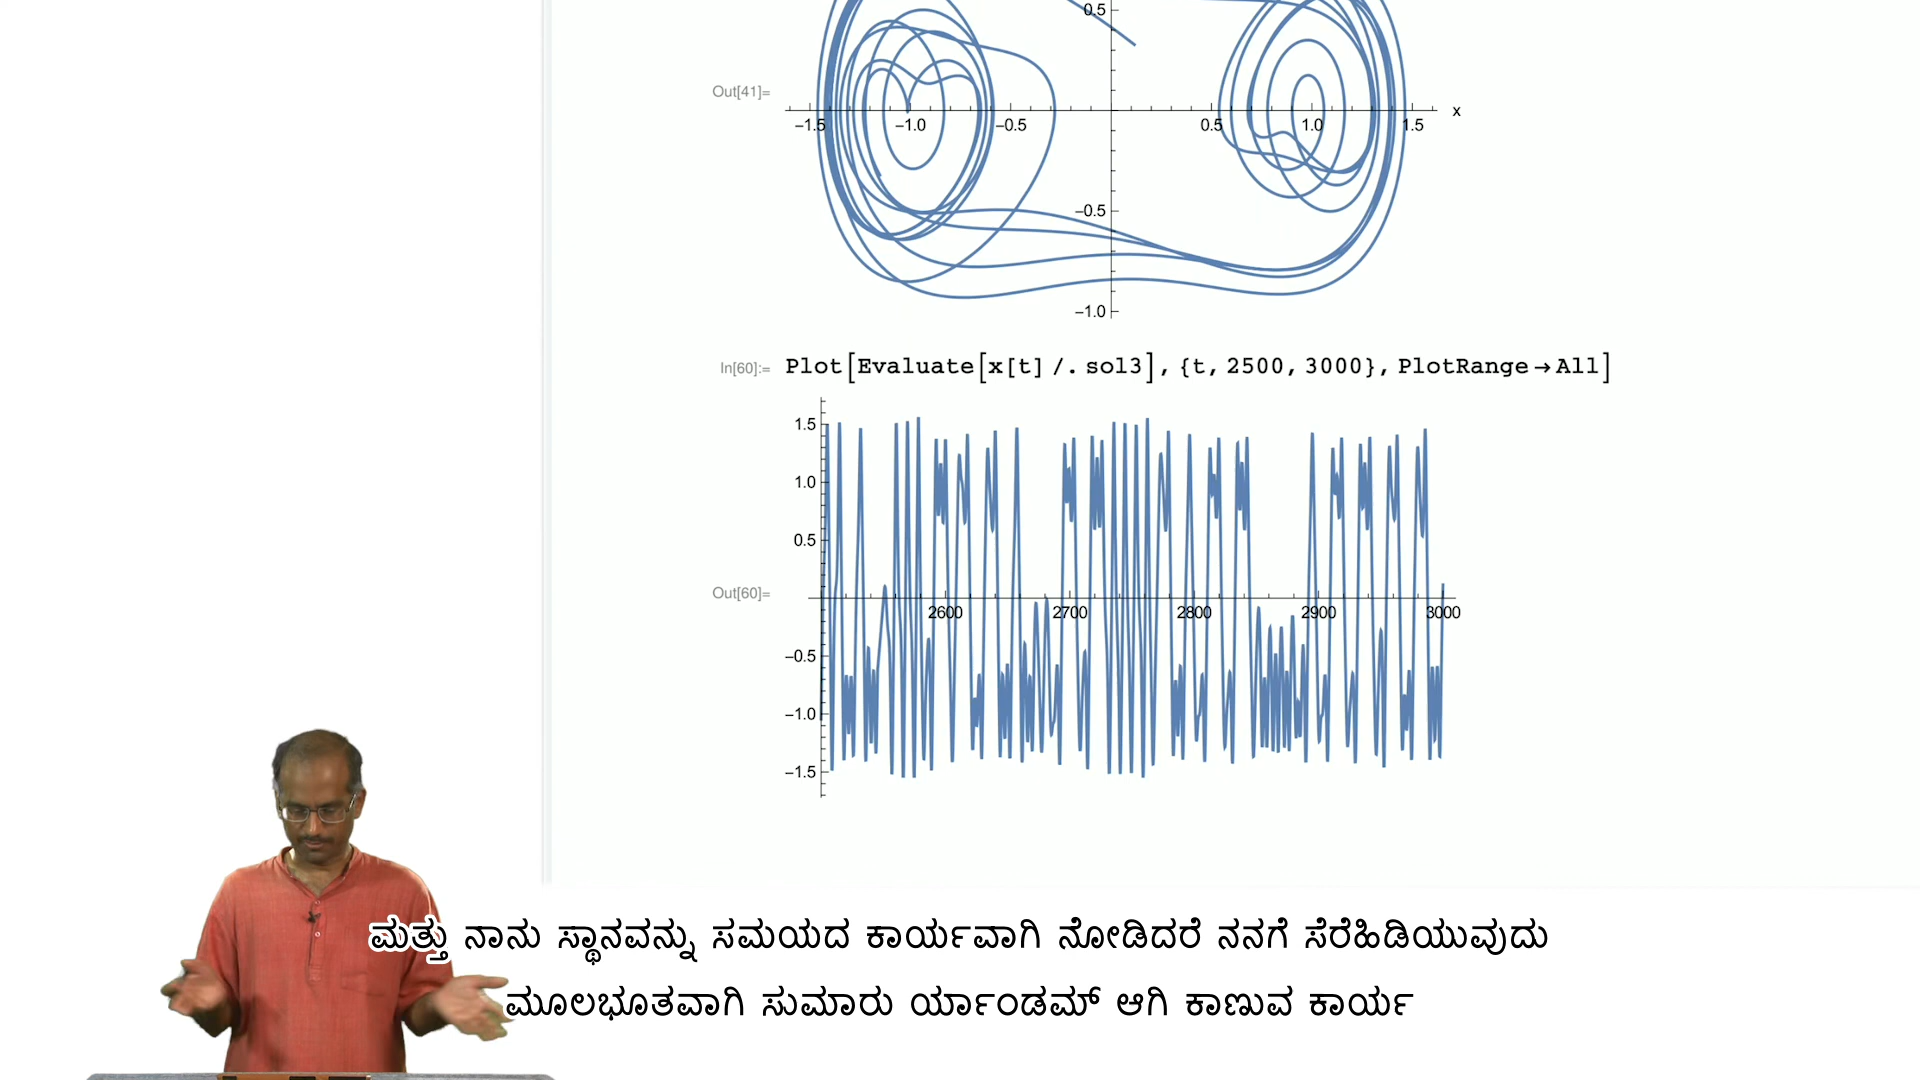 0.5
Out[41]=
x
−1.5 −1.0 −0.5 0.5 1.0 1.5
−0.5
−1.0
In[60]:= Plot[Evaluate[x[t] /. sol3], {t, 2500, 3000}, PlotRange → All]
1.5
1.0
0.5
Out[60]=
2600 2700 2800 2900 3000
−0.5
−1.0
−1.5
ಮತ್ತು ನಾನು ಸ್ಥಾನವನ್ನು ಸಮಯದ ಕಾರ್ಯವಾಗಿ ನೋಡಿದರೆ ನನಗೆ ಸೆರೆಹಿಡಿಯುವುದು
ಮೂಲಭೂತವಾಗಿ ಸುಮಾರು ರ್ಯಾಂಡಮ್ ಆಗಿ ಕಾಣುವ ಕಾರ್ಯ